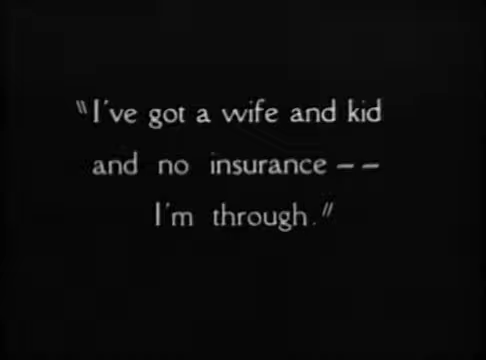 "I've got a wife and kid
and no insurance --
I'm through."